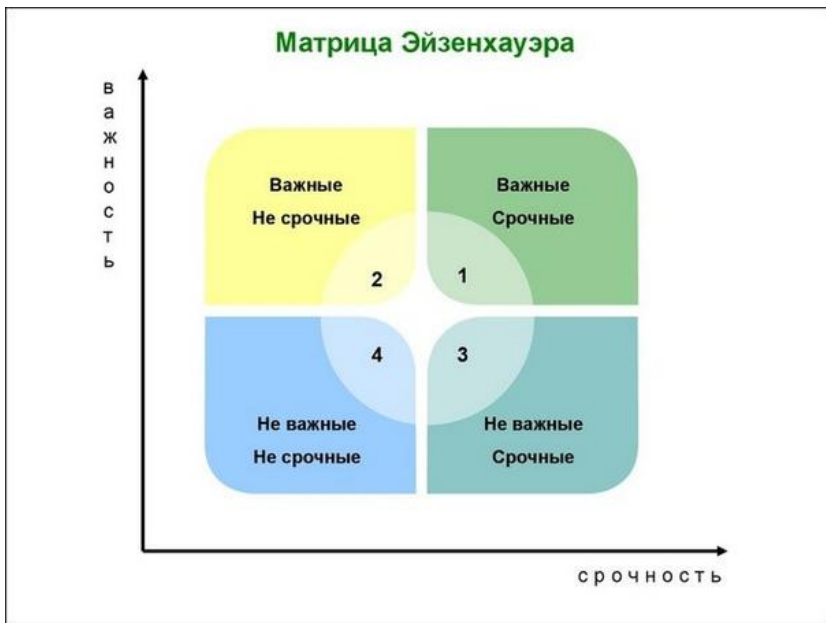 Матрица Эйзенхауэра
важность
Важные
Не срочные
2
Важные
Срочные
1
4
Не важные
Не срочные
3
Не важные
Срочные
срочность